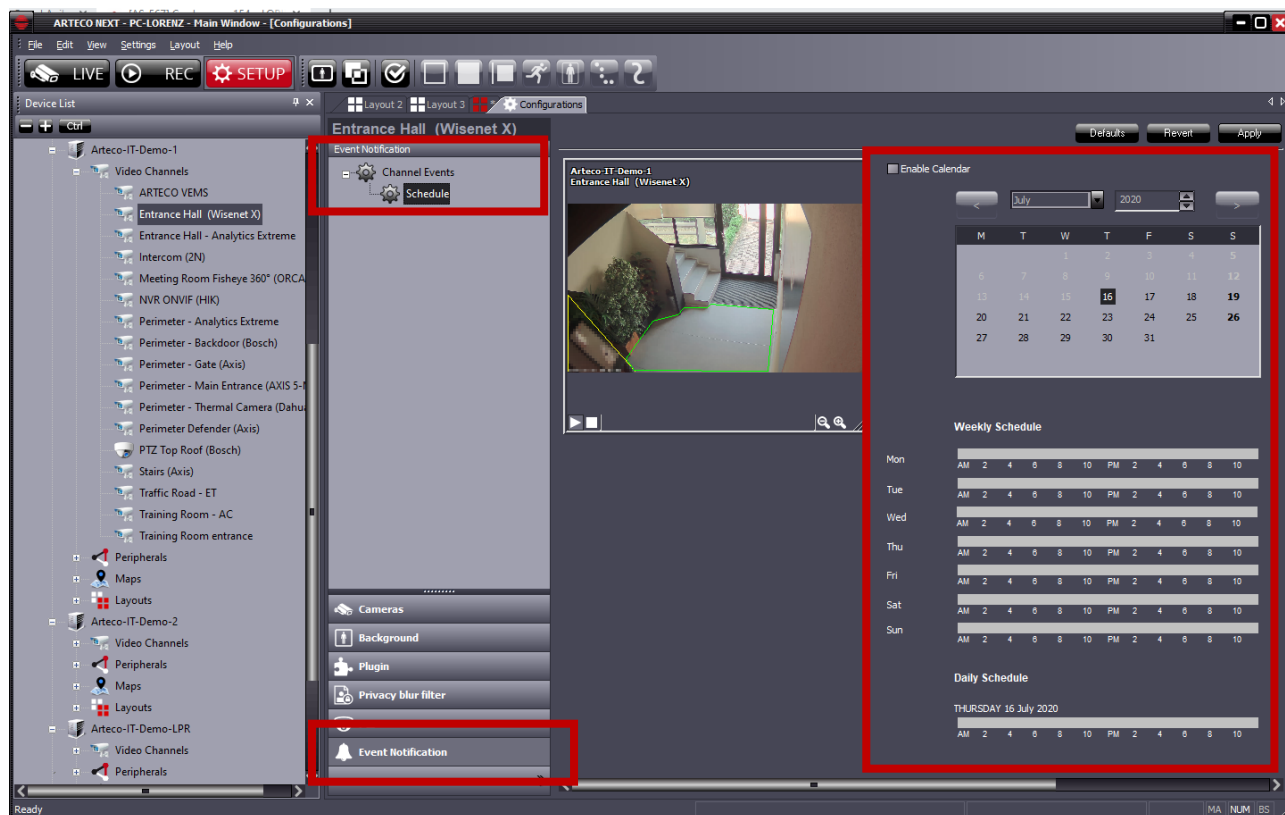 ARTECO NEXT - PC-LORENZ - Main Window - [Configurations]
File Edit View Settings Layout Help
LIVE REC SETUP
Device List
Layout 2 Layout 3 Configurations
Ctrl
Arteco-IT-Demo-1
Video Channels
ARTECO VEMS
Entrance Hall (Wisenet X)
Entrance Hall - Analytics Extreme
Intercom (2N)
Meeting Room Fisheye 360° (ORCA
NVR ONVIF (HIK)
Perimeter - Analytics Extreme
Perimeter - Backdoor (Bosch)
Perimeter - Gate (Axis)
Perimeter - Main Entrance (AXIS 5-M
Perimeter - Thermal Camera (Dahua
Perimeter Defender (Axis)
PTZ Top Roof (Bosch)
Stairs (Axis)
Traffic Road - ET
Training Room - AC
Training Room entrance
Peripherals
Maps
Layouts
Arteco-IT-Demo-2
Video Channels
Peripherals
Maps
Layouts
Arteco-IT-Demo-LPR
Video Channels
Peripherals
Entrance Hall (Wisenet X)
Event Notification
Channel Events
Schedule
Cameras
Background
Plugin
Privacy blur filter
Event Notification
Defaults Revert Apply
Arteco-IT-Demo-1
Entrance Hall (Wisenet X)
Enable Calendar
< July 2020 >
M T W T F S S
1 2 3 4 5
6 7 8 9 10 11 12
13 14 15 16 17 18 19
20 21 22 23 24 25 26
27 28 29 30 31
Weekly Schedule
Mon
AM 2 4 6 8 10 PM 2 4 6 8 10
Tue
AM 2 4 6 8 10 PM 2 4 6 8 10
Wed
AM 2 4 6 8 10 PM 2 4 6 8 10
Thu
AM 2 4 6 8 10 PM 2 4 6 8 10
Fri
AM 2 4 6 8 10 PM 2 4 6 8 10
Sat
AM 2 4 6 8 10 PM 2 4 6 8 10
Sun
AM 2 4 6 8 10 PM 2 4 6 8 10
Daily Schedule
THURSDAY 16 July 2020
AM 2 4 6 8 10 PM 2 4 6 8 10
Ready
MA NUM BS